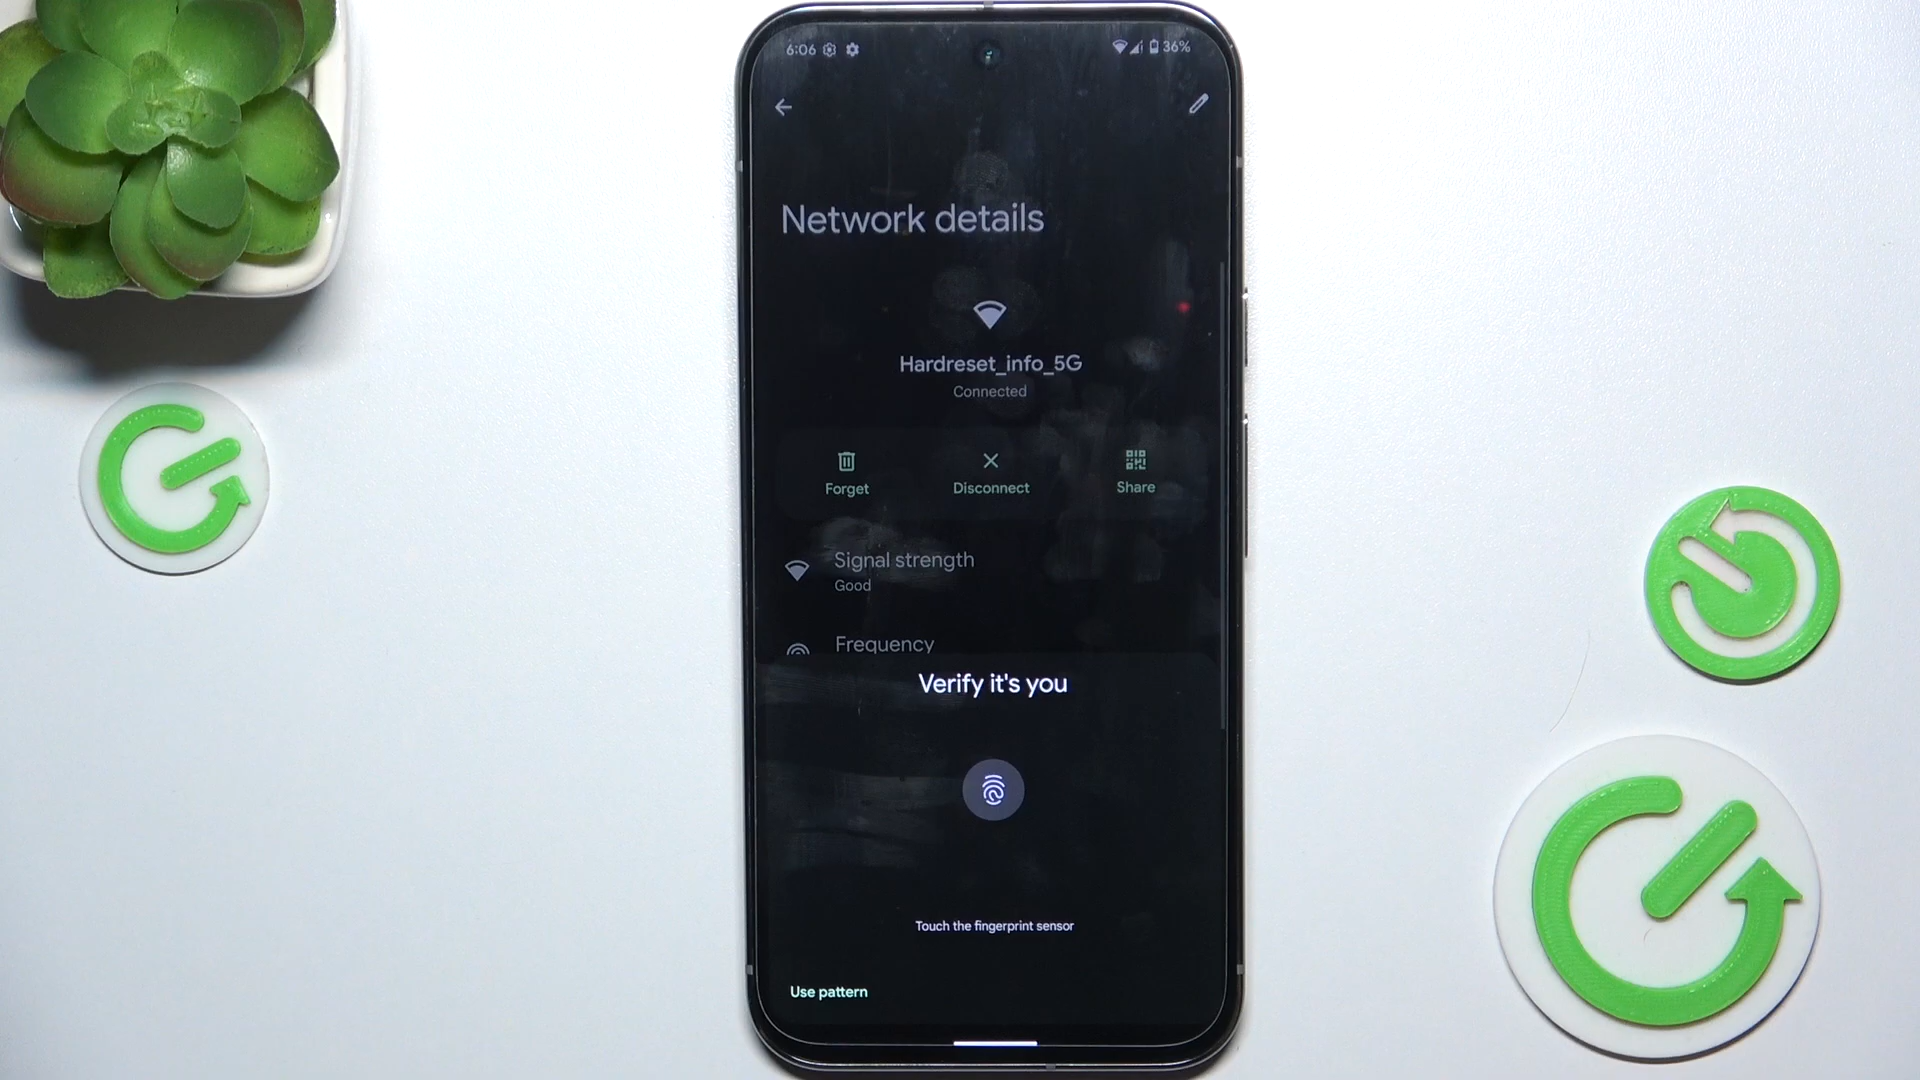 6:06
36%
Network details
Hardreset_info_5G
Connected
Forget
Disconnect
Share
Signal strength
Good
Frequency
Verify it's you
Touch the fingerprint sensor
Use pattern